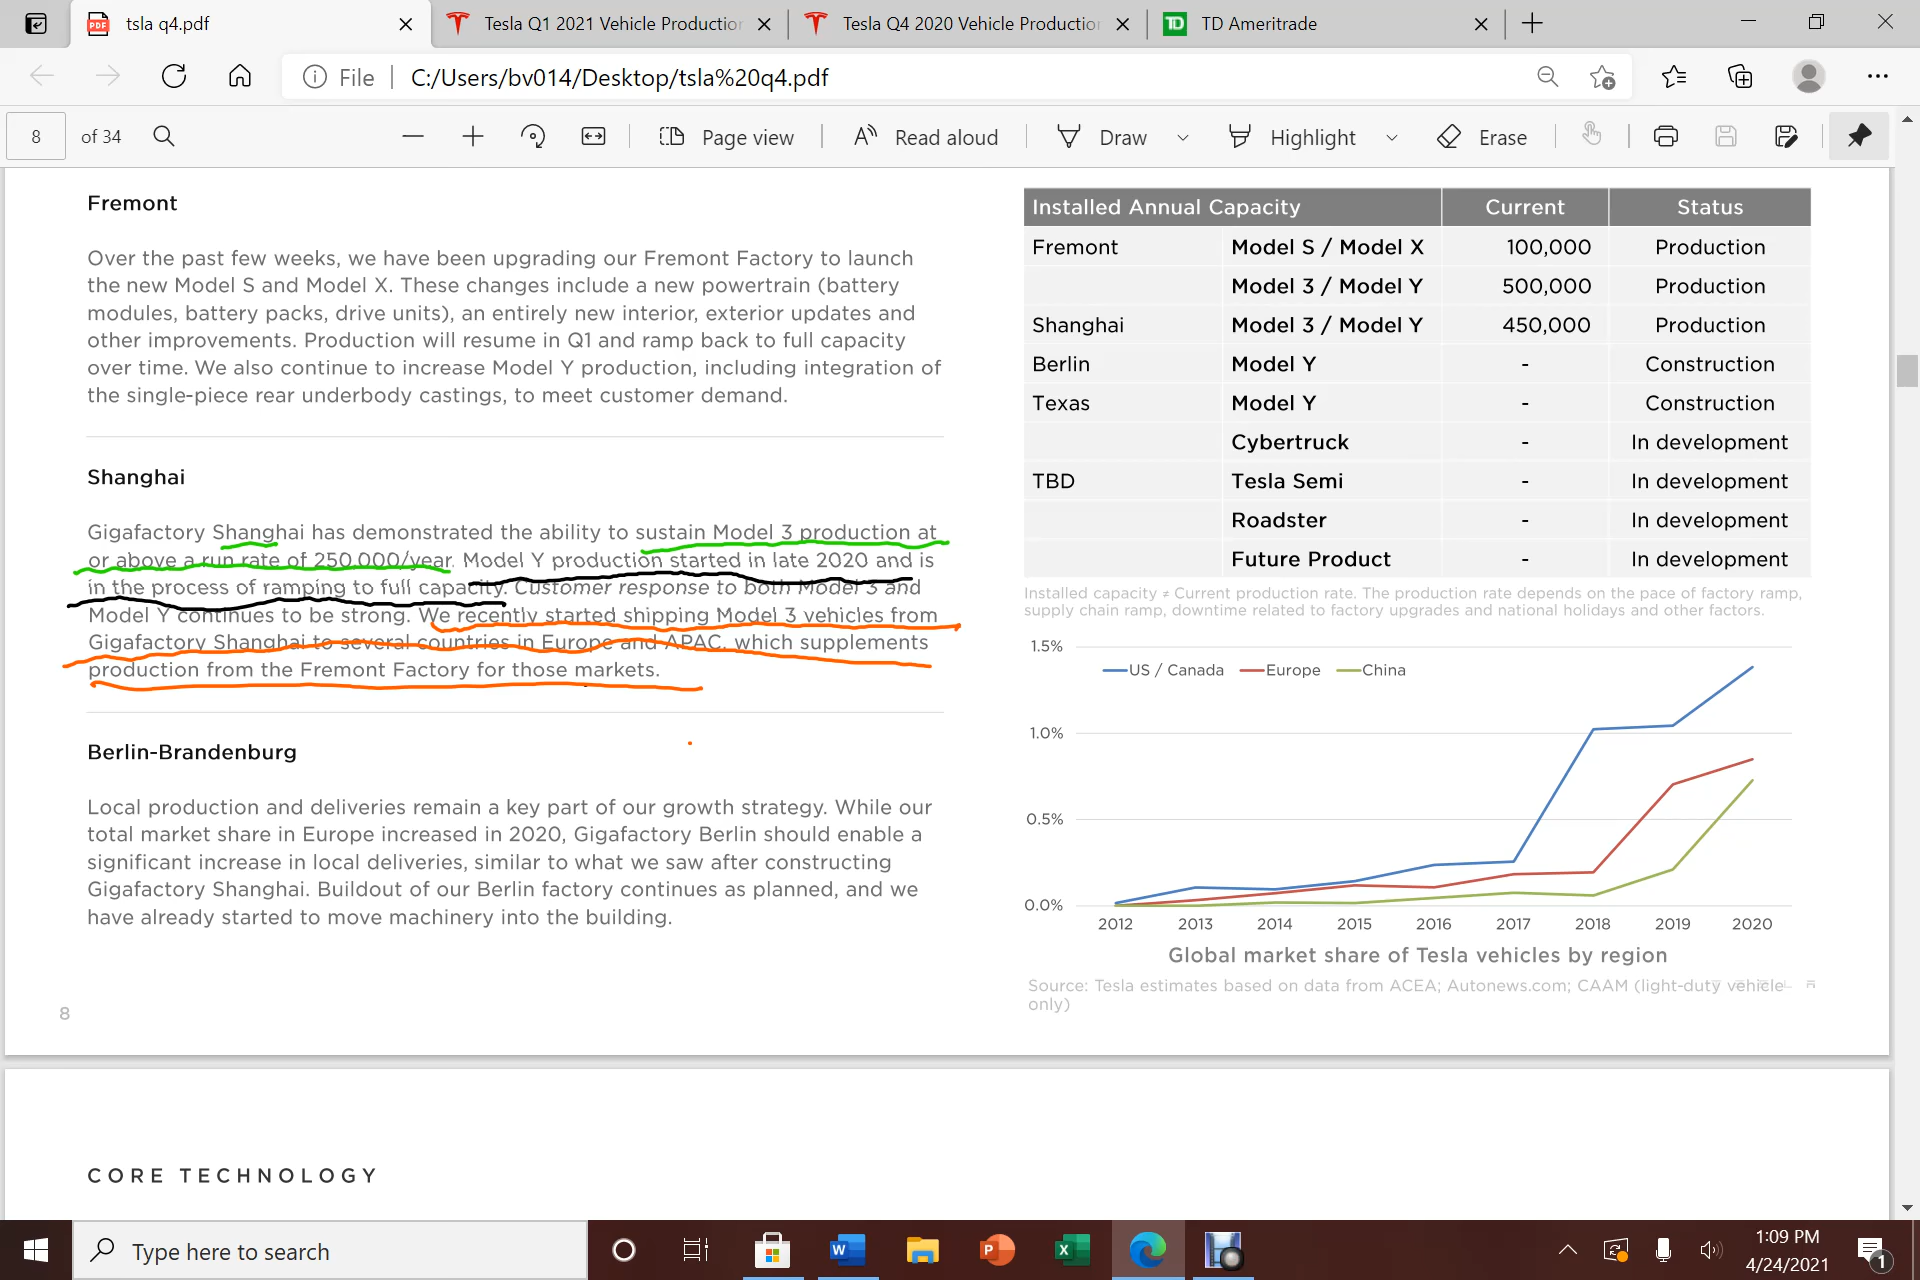 tsla q4.pdf
Tesla Q1 2021 Vehicle Production
Tesla Q4 2020 Vehicle Production
TD TD Ameritrade
File C:/Users/bv014/Desktop/tsla%20q4.pdf
8 of 34 Page view Read aloud Draw Highlight Erase
Fremont
Over the past few weeks, we have been upgrading our Fremont Factory to launch
the new Model S and Model X. These changes include a new powertrain (battery
modules, battery packs, drive units), an entirely new interior, exterior updates and
other improvements. Production will resume in Q1 and ramp back to full capacity
over time. We also continue to increase Model Y production, including integration of
the single-piece rear underbody castings, to meet customer demand.
Shanghai
Gigafactory Shanghai has demonstrated the ability to sustain Model 3 production at
or above a run rate of 250,000/year. Model Y production started in late 2020 and is
in the process of ramping to full capacity. Customer response to both Model 3 and
Model Y continues to be strong. We recently started shipping Model 3 vehicles from
Gigafactory Shanghai to several countries in Europe and APAC, which supplements
production from the Fremont Factory for those markets.
Berlin-Brandenburg
Local production and deliveries remain a key part of our growth strategy. While our
total market share in Europe increased in 2020, Gigafactory Berlin should enable a
significant increase in local deliveries, similar to what we saw after constructing
Gigafactory Shanghai. Buildout of our Berlin factory continues as planned, and we
have already started to move machinery into the building.
8
Installed Annual Capacity Current Status
Fremont Model S / Model X 100,000 Production
Model 3 / Model Y 500,000 Production
Shanghai Model 3 / Model Y 450,000 Production
Berlin Model Y - Construction
Texas Model Y - Construction
Cybertruck - In development
TBD Tesla Semi - In development
Roadster - In development
Future Product - In development
Installed capacity ≠ Current production rate. The production rate depends on the pace of factory ramp,
supply chain ramp, downtime related to factory upgrades and national holidays and other factors.
1.5%
US / Canada Europe China
1.0%
0.5%
0.0%
2012 2013 2014 2015 2016 2017 2018 2019 2020
Global market share of Tesla vehicles by region
Source: Tesla estimates based on data from ACEA; Autonews.com; CAAM (light-duty vehicle
only)
CORE TECHNOLOGY
Type here to search
1:09 PM
4/24/2021
1